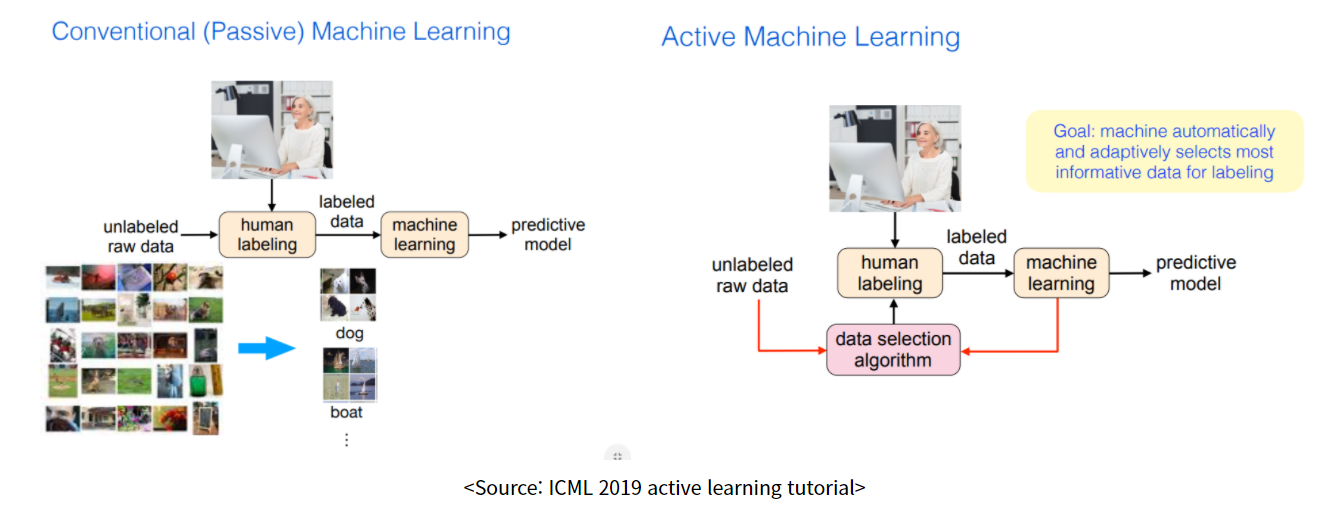 Conventional (Passive) Machine Learning
unlabeled
raw data
human
labeling
labeled
data
machine
learning
predictive
model
dog
boat
⋮
Active Machine Learning
Goal: machine automatically
and adaptively selects most
informative data for labeling
unlabeled
raw data
human
labeling
labeled
data
machine
learning
predictive
model
data selection
algorithm
<Source: ICML 2019 active learning tutorial>